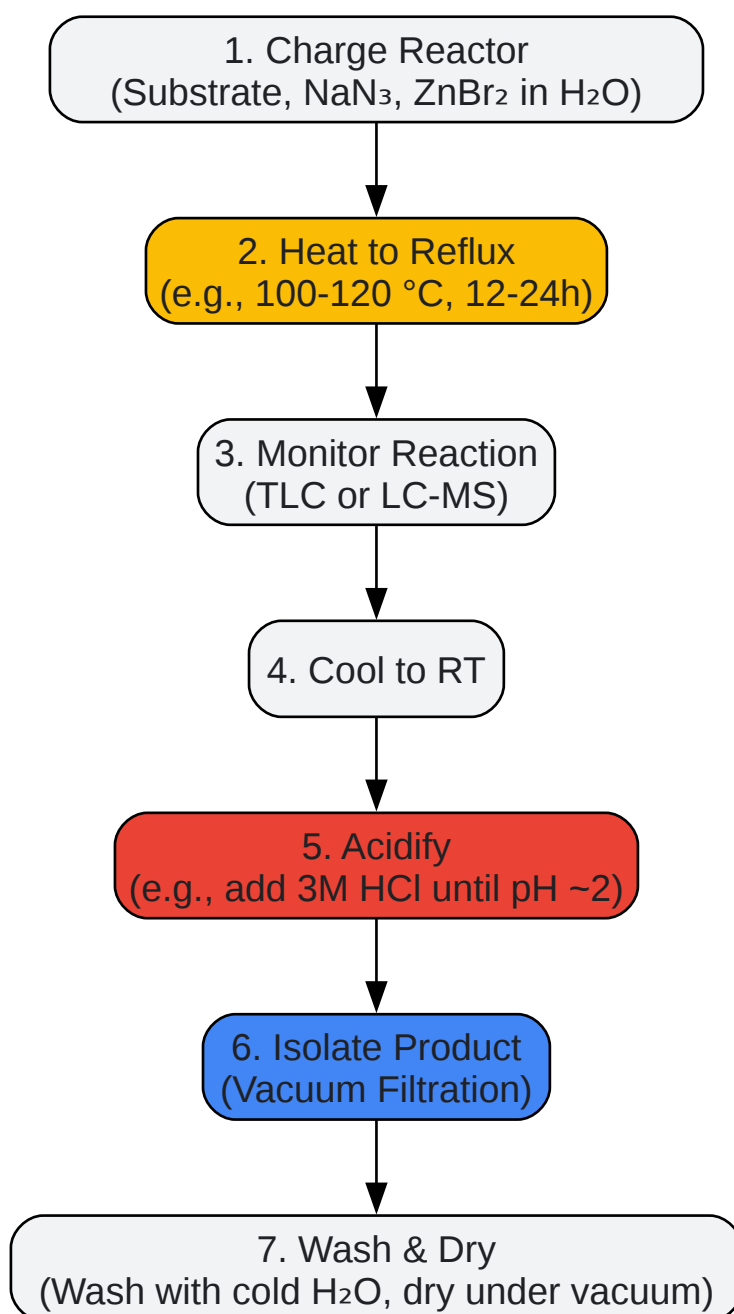 1. Charge Reactor
(Substrate, NaN₃, ZnBr₂ in H₂O)
2. Heat to Reflux
(e.g., 100-120 °C, 12-24h)
3. Monitor Reaction
(TLC or LC-MS)
4. Cool to RT
5. Acidify
(e.g., add 3M HCl until pH ~2)
6. Isolate Product
(Vacuum Filtration)
7. Wash & Dry
(Wash with cold H₂O, dry under vacuum)